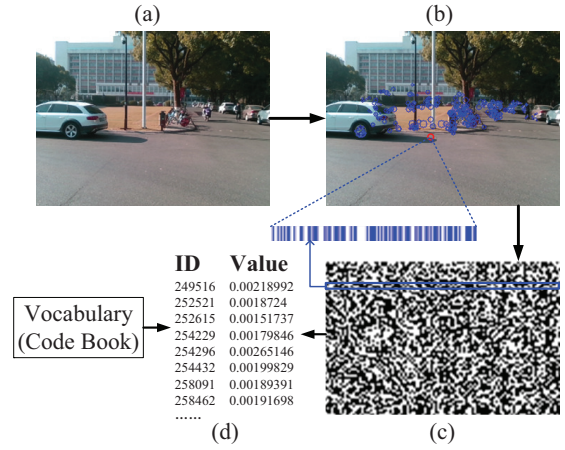 (a)
(b)
ID Value
249516 0.00218992
252521 0.0018724
252615 0.00151737
254229 0.00179846
254296 0.00265146
254432 0.00199829
258091 0.00189391
258462 0.00191698
......
Vocabulary
(Code Book)
(d)
(c)